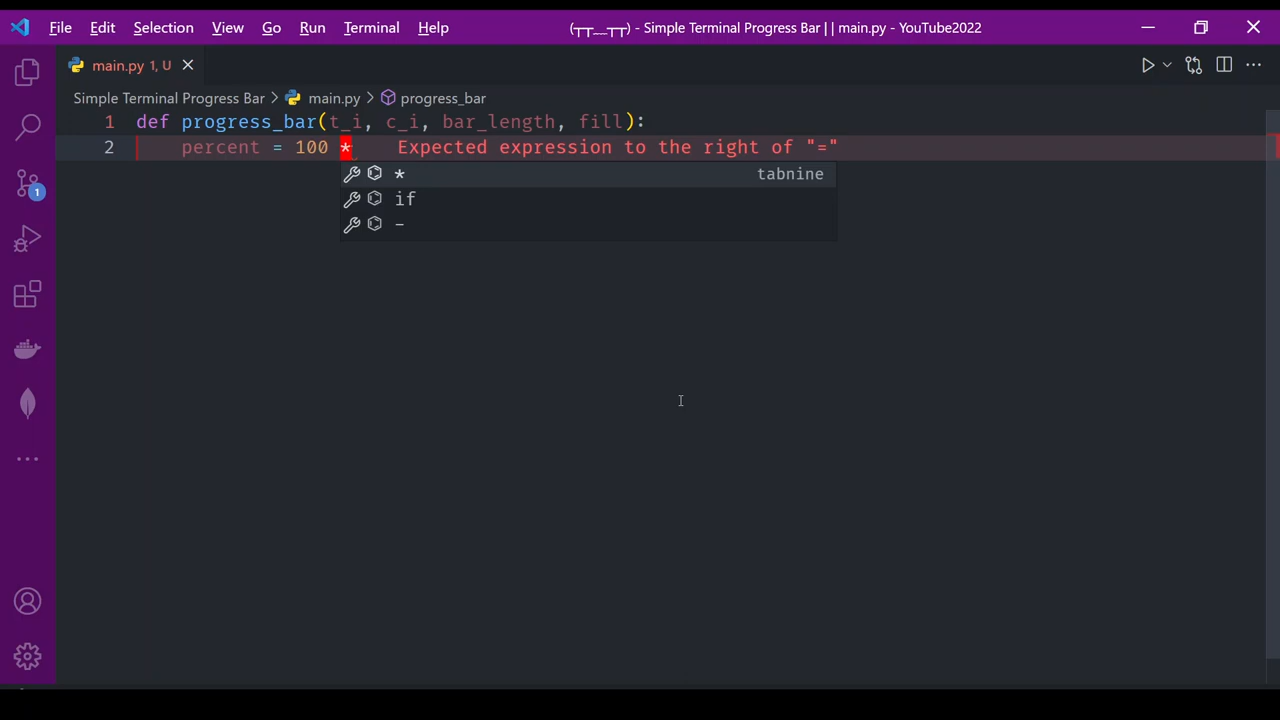 File Edit Selection View Go Run Terminal Help (┬┬﹏┬┬) - Simple Terminal Progress Bar | | main.py - YouTube2022
main.py 1, U
Simple Terminal Progress Bar > main.py > progress_bar
1 def progress_bar(t_i, c_i, bar_length, fill):
2 percent = 100 * Expected expression to the right of "="
* tabnine
if
-
1